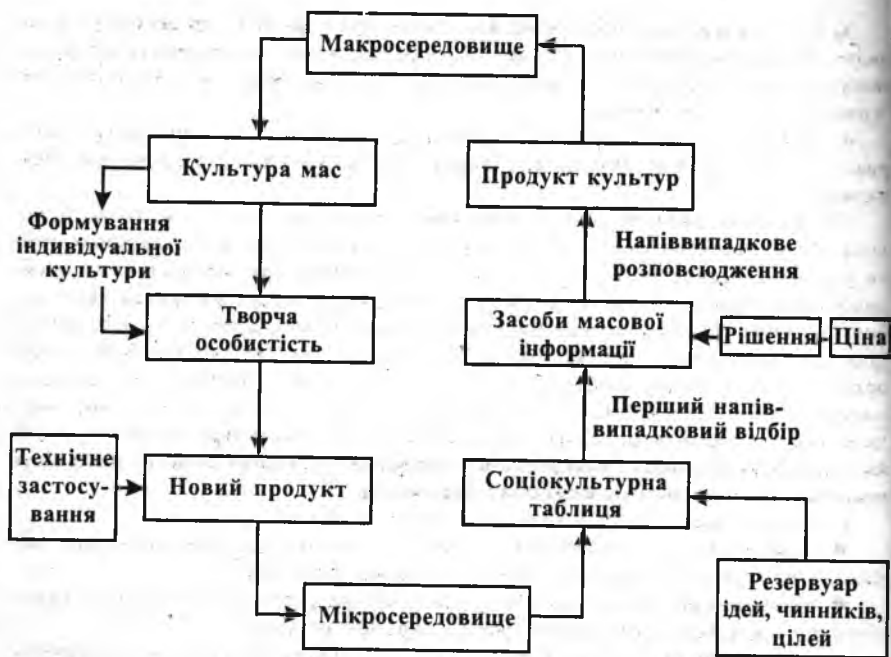 Макросередовище
Культура мас
Продукт культур
Формування
індивідуальної
культури
Напіввипадкове
розповсюдження
Творча
особистість
Засоби масової
інформації
Рішення
Ціна
Перший напів-
випадковий відбір
Технічне
застосу-
вання
Новий продукт
Соціокультурна
таблиця
Мікросередовище
Резервуар
ідей, чинників,
цілей